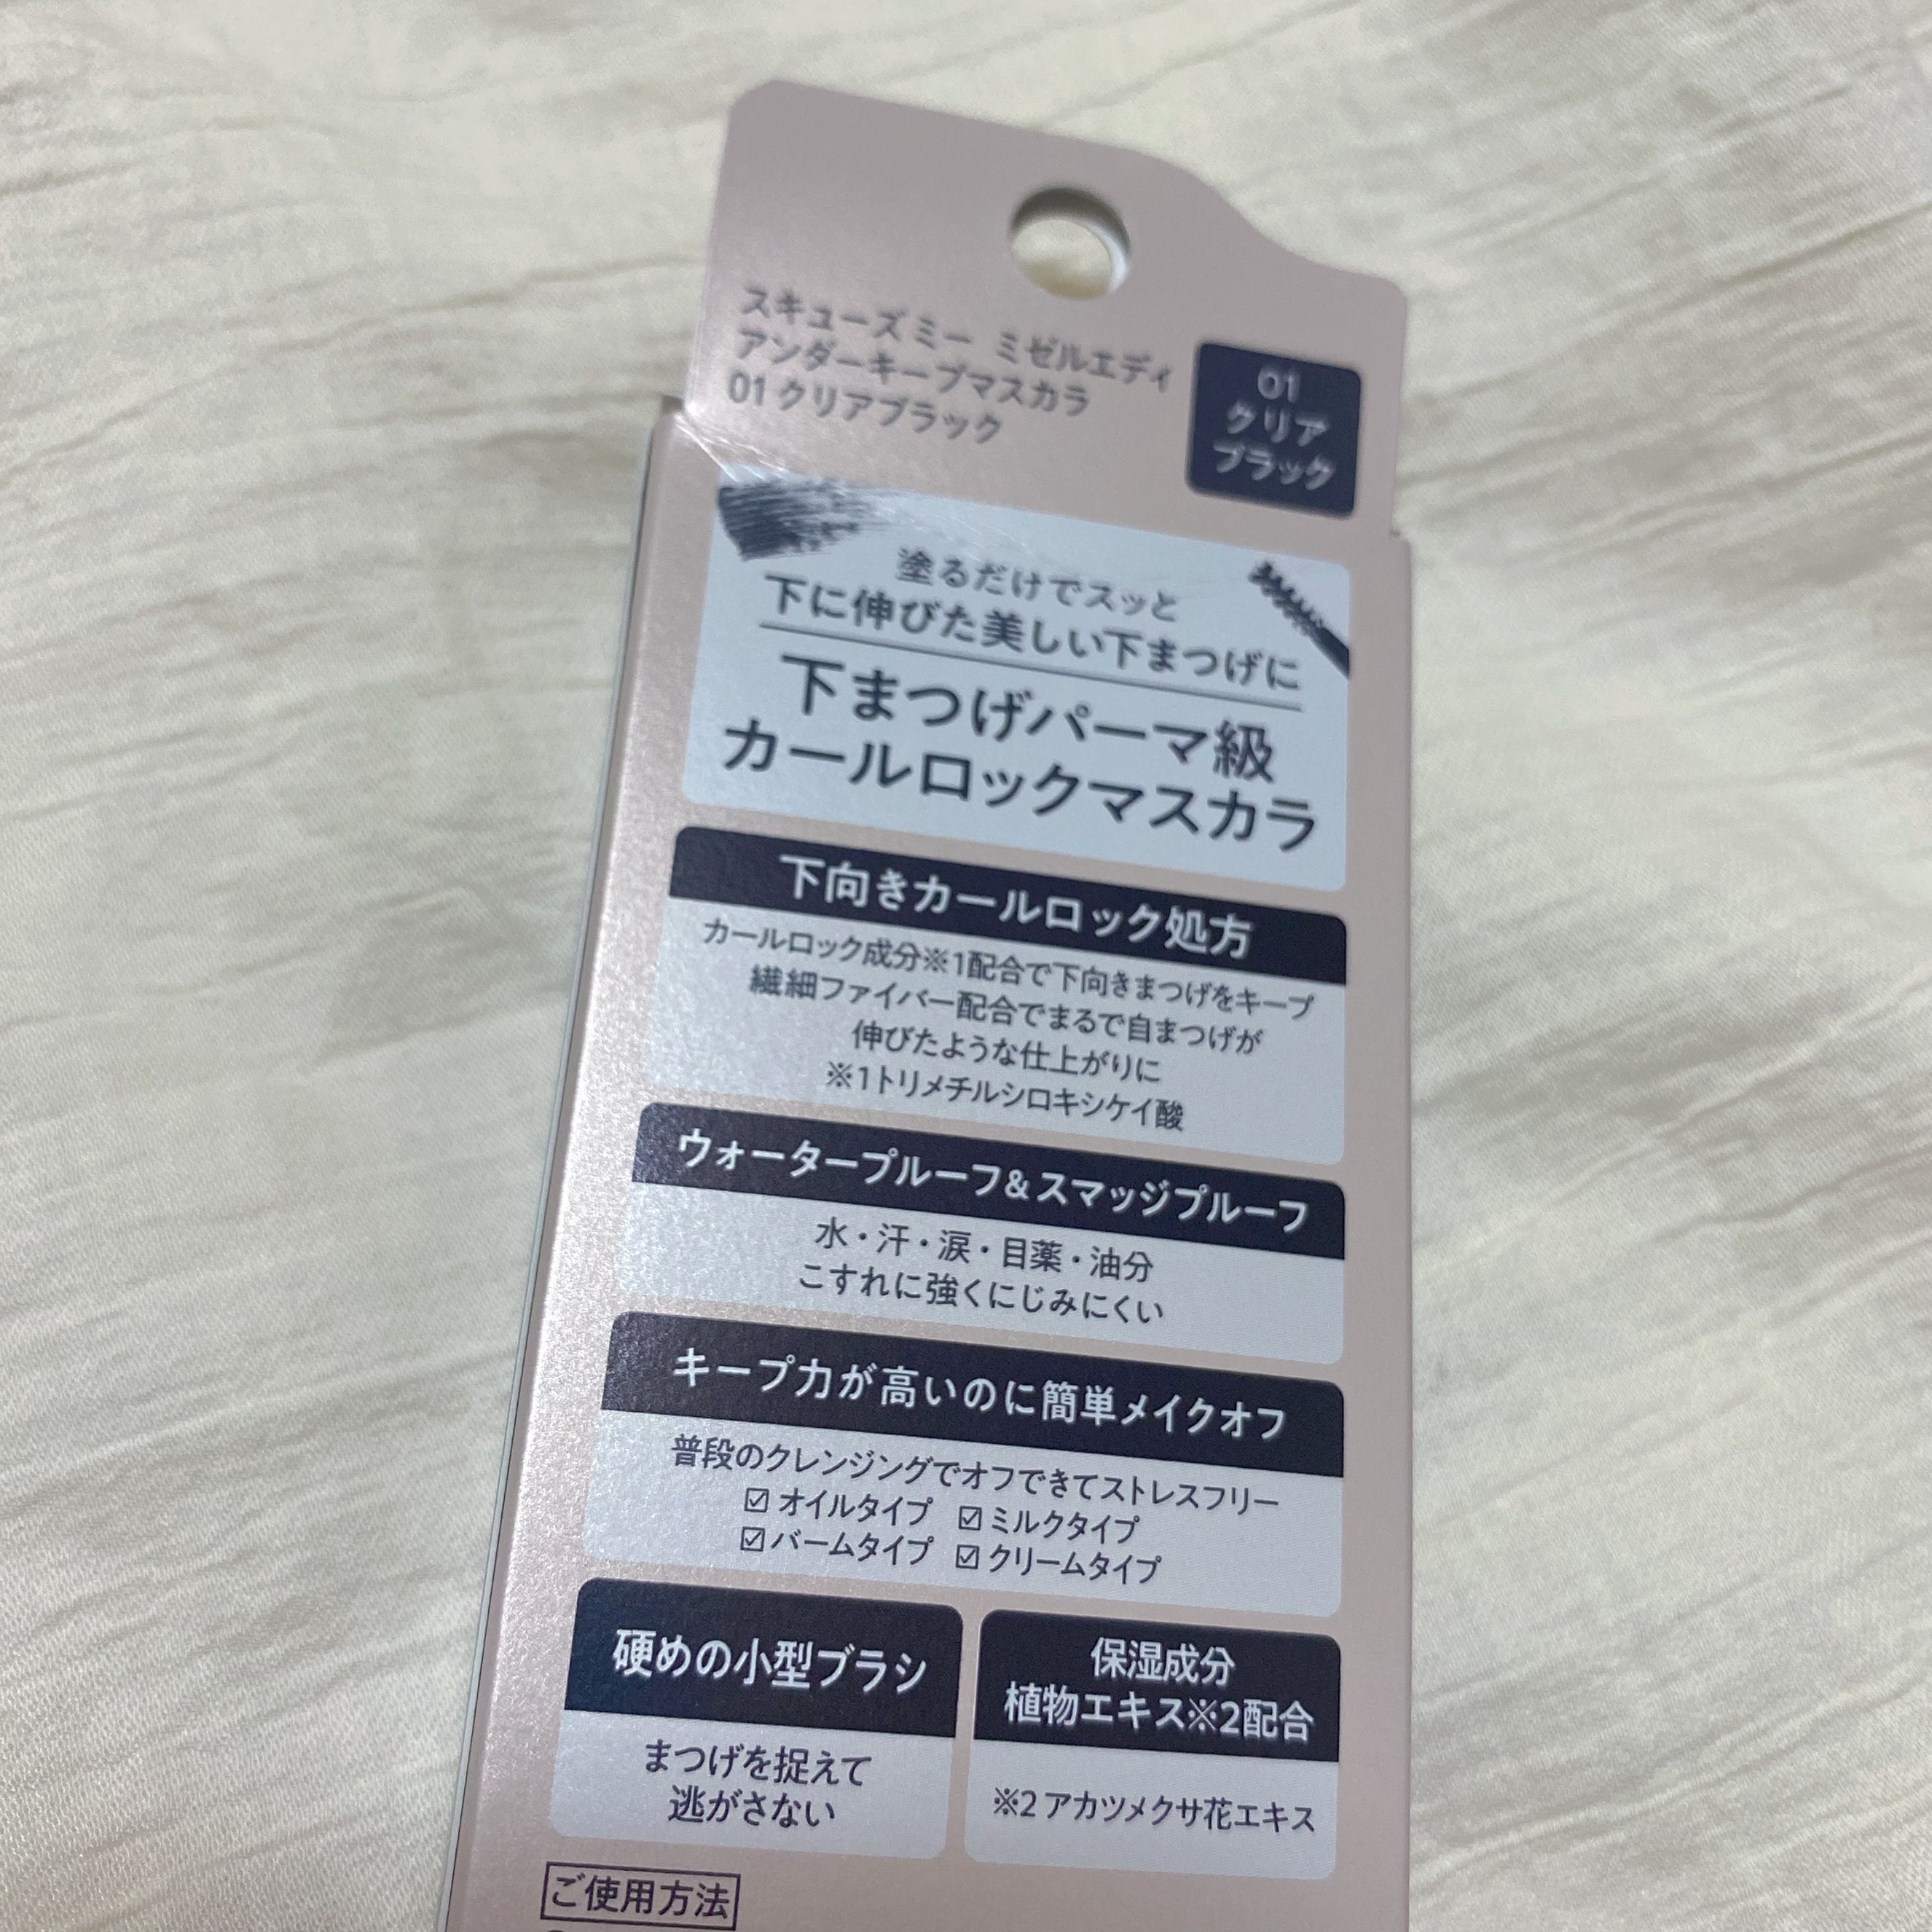 スキューズミー ミゼルエディ
アンダーキープマスカラ
01 クリアブラック
01
クリア
ブラック
塗るだけでスッと
下に伸びた美しい下まつげに
下まつげパーマ級
カールロックマスカラ
下向きカールロック処方
カールロック成分※1配合で下向きまつげをキープ
繊細ファイバー配合でまるで自まつげが
伸びたような仕上がりに
※1トリメチルシロキシケイ酸
ウォータープルーフ&スマッジプルーフ
水・汗・涙・目薬・油分
こすれに強くにじみにくい
キープ力が高いのに簡単メイクオフ
普段のクレンジングでオフできてストレスフリー
☑ オイルタイプ ☑ ミルクタイプ
☑ バームタイプ ☑ クリームタイプ
硬めの小型ブラシ
まつげを捉えて
逃がさない
保湿成分
植物エキス※2配合
※2 アカツメクサ花エキス
ご使用方法